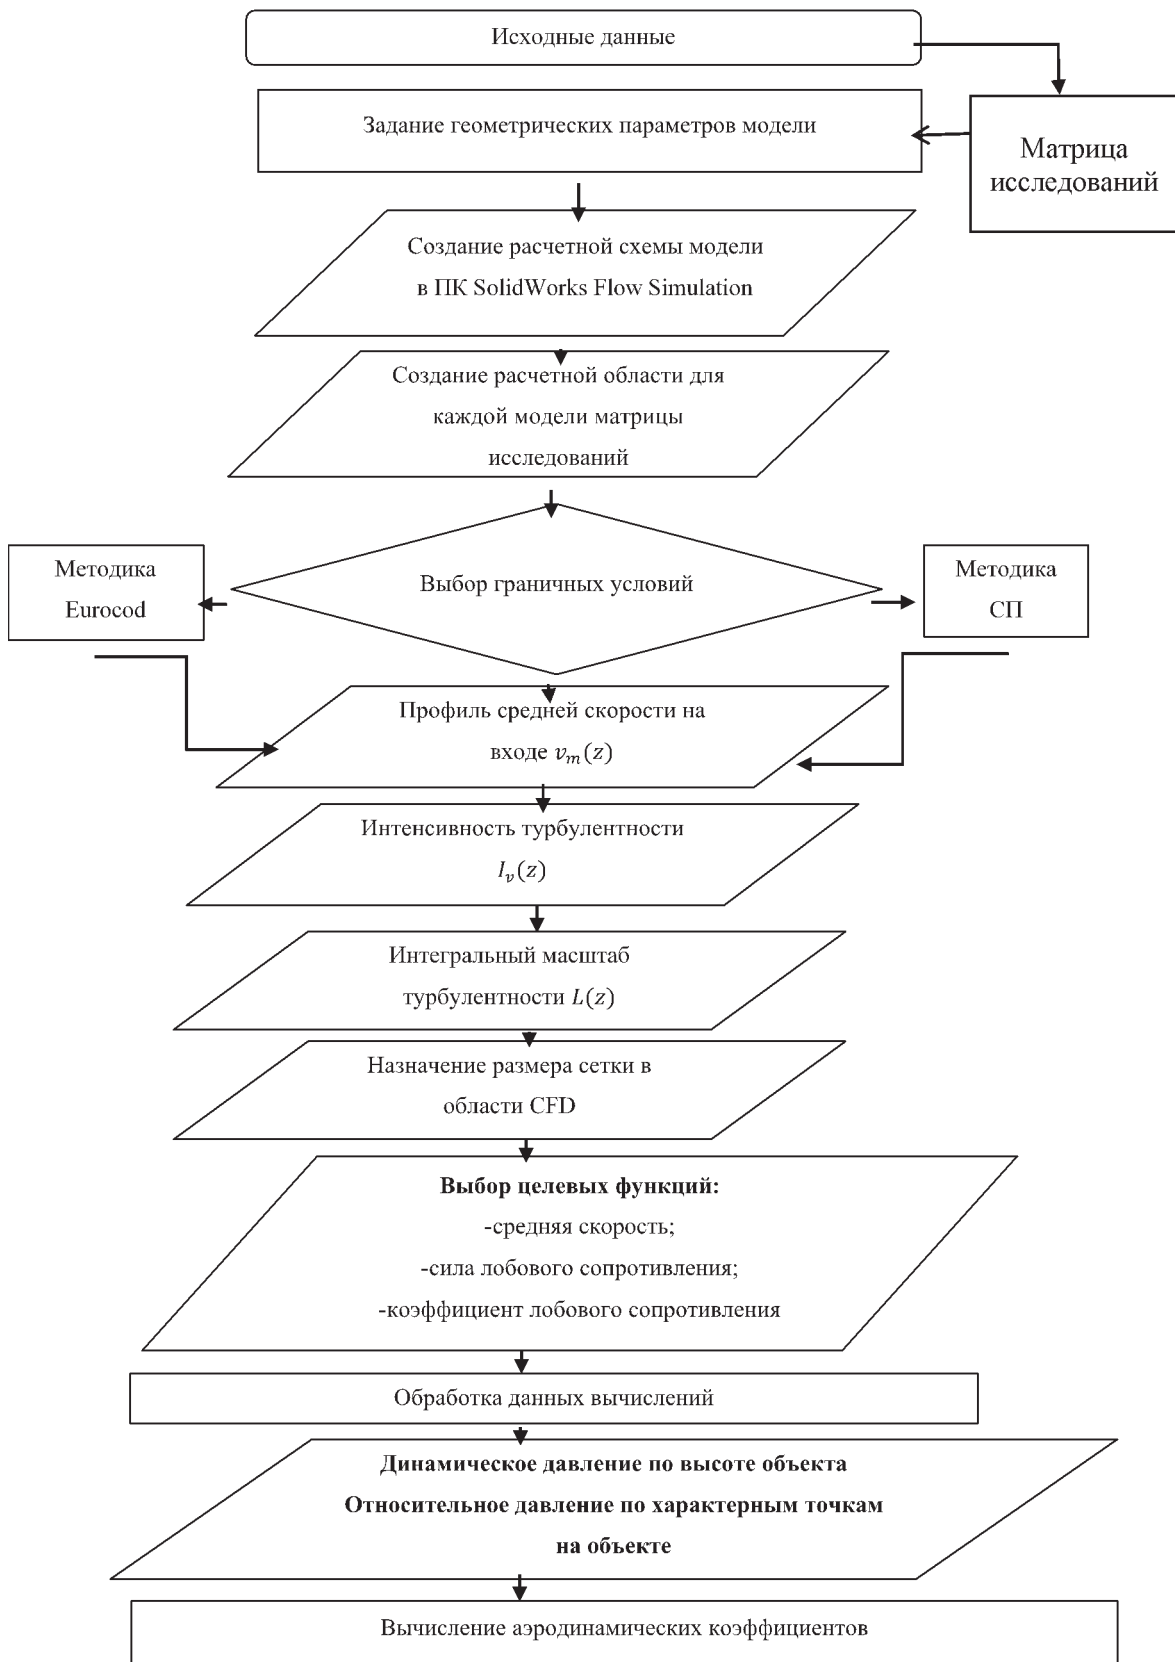 Исходные данные
Задание геометрических параметров модели
Матрица
исследований
Создание расчетной схемы модели
в ПК SolidWorks Flow Simulation
Создание расчетной области для
каждой модели матрицы
исследований
Выбор граничных условий
Методика
Eurocod
Методика
СП
Профиль средней скорости на
входе v_m(z)
Интенсивность турбулентности
I_v(z)
Интегральный масштаб
турбулентности L(z)
Назначение размера сетки в
области CFD
Выбор целевых функций:
-средняя скорость;
-сила лобового сопротивления;
-коэффициент лобового сопротивления
Обработка данных вычислений
Динамическое давление по высоте объекта
Относительное давление по характерным точкам
на объекте
Вычисление аэродинамических коэффициентов